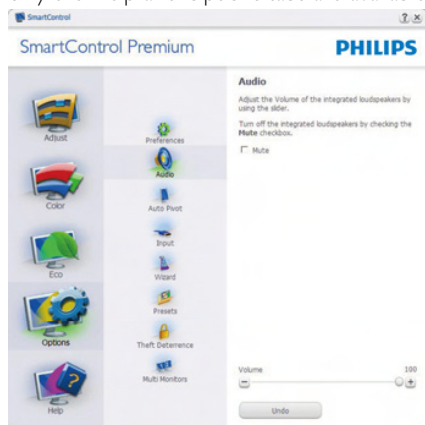 SmartControl
SmartControl Premium
PHILIPS
Adjust
Color
Eco
Options
Help
Preferences
Audio
Auto Pivot
Input
Wizard
Presets
Theft Deterrence
Multi Monitors
Audio
Adjust the Volume of the integrated loudspeakers by
using the slider.
Turn off the integrated loudspeakers by checking the
Mute checkbox.
Mute
Volume
100
Undo